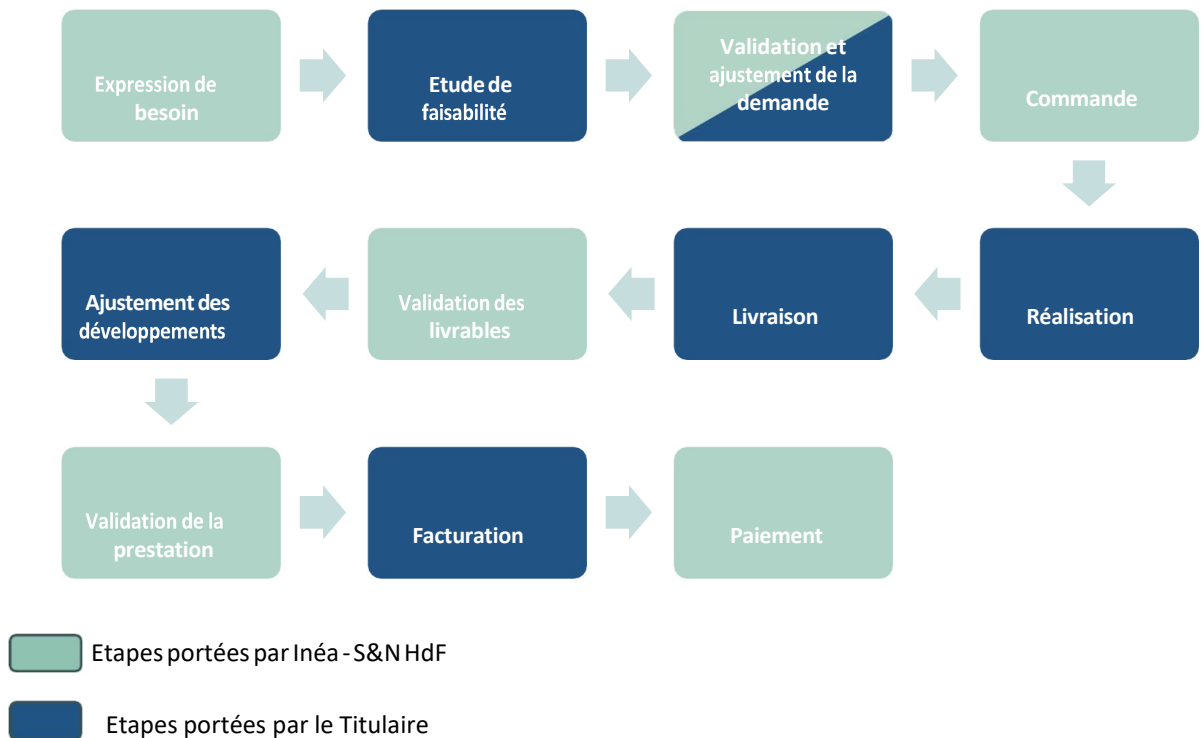 Expression de
besoin
Etude de
faisabilité
Validation et
ajustement de la
demande
Commande
Réalisation
Livraison
Validation des
livrables
Ajustement des
développements
Validation de la
prestation
Facturation
Paiement
Etapes portées par Inéa - S&N HdF
Etapes portées par le Titulaire